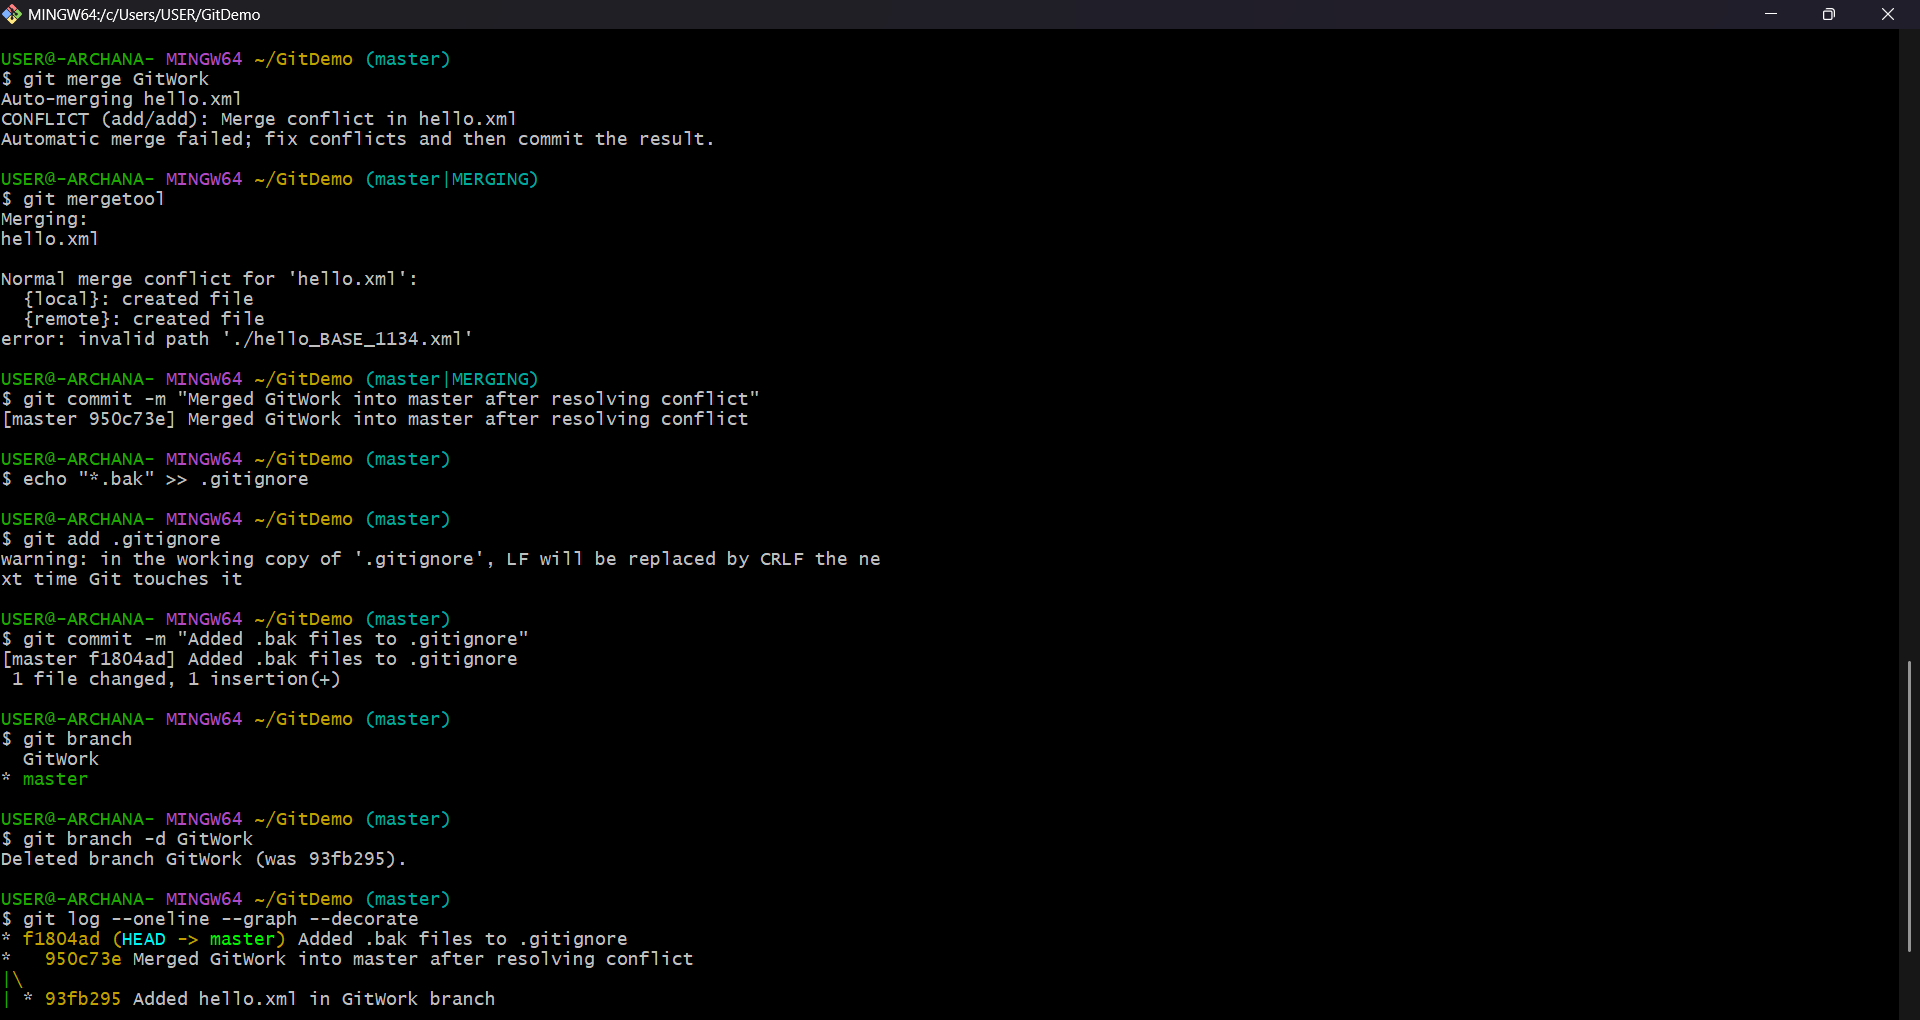 MINGW64:/c/Users/USER/GitDemo
USER@-ARCHANA- MINGW64 ~/GitDemo (master)
$ git merge GitWork
Auto-merging hello.xml
CONFLICT (add/add): Merge conflict in hello.xml
Automatic merge failed; fix conflicts and then commit the result.
USER@-ARCHANA- MINGW64 ~/GitDemo (master|MERGING)
$ git mergetool
Merging:
hello.xml
Normal merge conflict for 'hello.xml':
  {local}: created file
  {remote}: created file
error: invalid path './hello_BASE_1134.xml'
USER@-ARCHANA- MINGW64 ~/GitDemo (master|MERGING)
$ git commit -m "Merged GitWork into master after resolving conflict"
[master 950c73e] Merged GitWork into master after resolving conflict
USER@-ARCHANA- MINGW64 ~/GitDemo (master)
$ echo "*.bak" >> .gitignore
USER@-ARCHANA- MINGW64 ~/GitDemo (master)
$ git add .gitignore
warning: in the working copy of '.gitignore', LF will be replaced by CRLF the ne
xt time Git touches it
USER@-ARCHANA- MINGW64 ~/GitDemo (master)
$ git commit -m "Added .bak files to .gitignore"
[master f1804ad] Added .bak files to .gitignore
 1 file changed, 1 insertion(+)
USER@-ARCHANA- MINGW64 ~/GitDemo (master)
$ git branch
  GitWork
* master
USER@-ARCHANA- MINGW64 ~/GitDemo (master)
$ git branch -d GitWork
Deleted branch GitWork (was 93fb295).
USER@-ARCHANA- MINGW64 ~/GitDemo (master)
$ git log --oneline --graph --decorate
* f1804ad (HEAD -> master) Added .bak files to .gitignore
*   950c73e Merged GitWork into master after resolving conflict
|\
| * 93fb295 Added hello.xml in GitWork branch